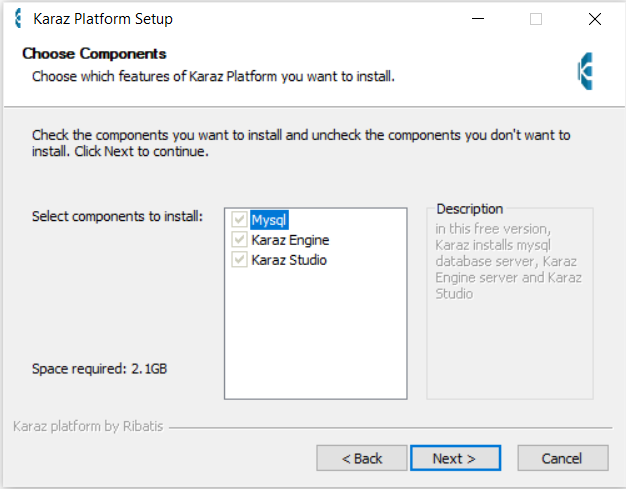 Karaz Platform Setup
Choose Components
Choose which features of Karaz Platform you want to install.
Check the components you want to install and uncheck the components you don't want to
install. Click Next to continue.
Select components to install:
Mysql
Karaz Engine
Karaz Studio
Description
in this free version,
Karaz installs mysql
database server, Karaz
Engine server and Karaz
Studio
Space required: 2.1GB
Karaz platform by Ribatis
< Back
Next >
Cancel